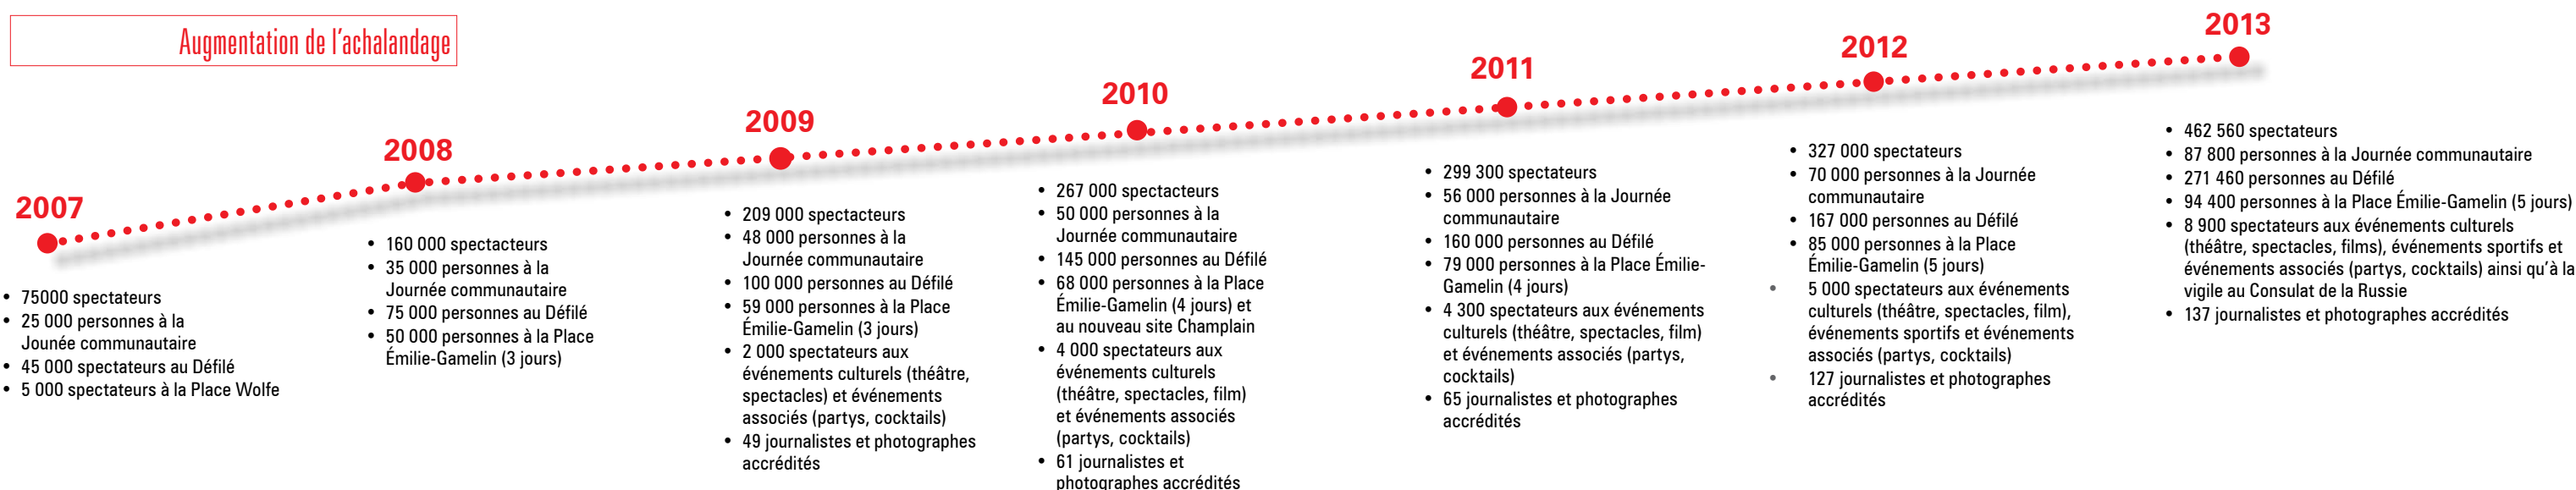 Augmentation de l'achalandage
2007
• 75000 spectateurs
• 25 000 personnes à la
Jounée communautaire
• 45 000 spectateurs au Défilé
• 5 000 spectateurs à la Place Wolfe
2008
• 160 000 spectacteurs
• 35 000 personnes à la
Journée communautaire
• 75 000 personnes au Défilé
• 50 000 personnes à la Place
Émilie-Gamelin (3 jours)
2009
• 209 000 spectacteurs
• 48 000 personnes à la
Journée communautaire
• 100 000 personnes au Défilé
• 59 000 personnes à la Place
Émilie-Gamelin (3 jours)
• 2 000 spectateurs aux
événements culturels (théâtre,
spectacles) et événements
associés (partys, cocktails)
• 49 journalistes et photographes
accrédités
2010
• 267 000 spectacteurs
• 50 000 personnes à la
Journée communautaire
• 145 000 personnes au Défilé
• 68 000 personnes à la Place
Émilie-Gamelin (4 jours) et
au nouveau site Champlain
• 4 000 spectateurs aux
événements culturels
(théâtre, spectacles, film)
et événements associés
(partys, cocktails)
• 61 journalistes et
photographes accrédités
2011
• 299 300 spectateurs
• 56 000 personnes à la Journée
communautaire
• 160 000 personnes au Défilé
• 79 000 personnes à la Place Émilie-
Gamelin (4 jours)
• 4 300 spectateurs aux événements
culturels (théâtre, spectacles, film)
et événements associés (partys,
cocktails)
• 65 journalistes et photographes
accrédités
2012
• 327 000 spectateurs
• 70 000 personnes à la Journée
communautaire
• 167 000 personnes au Défilé
• 85 000 personnes à la Place
Émilie-Gamelin (5 jours)
• 5 000 spectateurs aux événements
culturels (théâtre, spectacles, film),
événements sportifs et événements
associés (partys, cocktails)
• 127 journalistes et photographes
accrédités
2013
• 462 560 spectateurs
• 87 800 personnes à la Journée communautaire
• 271 460 personnes au Défilé
• 94 400 personnes à la Place Émilie-Gamelin (5 jours)
• 8 900 spectateurs aux événements culturels
(théâtre, spectacles, films), événements sportifs et
événements associés (partys, cocktails) ainsi qu'à la
vigile au Consulat de la Russie
• 137 journalistes et photographes accrédités